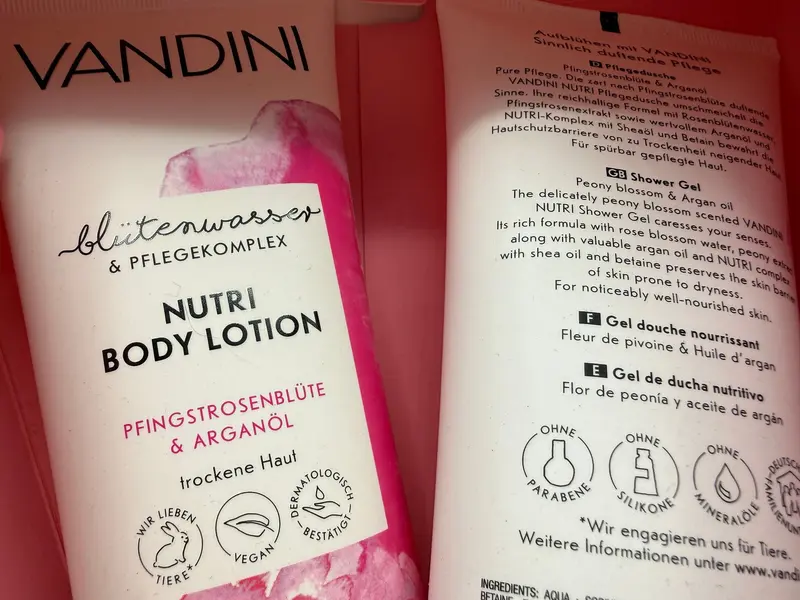 VANDINI
blütenwasser
& PFLEGEKOMPLEX
NUTRI
BODY LOTION
PFINGSTROSENBLÜTE
& ARGANÖL
trockene Haut
WIR LIEBEN TIERE*
VEGAN
DERMATOLOGISCH BESTÄTIGT
Aufblühen mit VANDINI
Sinnlich duftende Pflege
D Pflegedusche
Pfingstrosenblüte & Arganöl
Pure Pflege. Die zart nach Pfingstrosenblüte duftende
VANDINI NUTRI Pflegedusche umschmeichelt die
Sinne. Ihre reichhaltige Formel mit Rosenblütenwasser,
Pfingstrosenextrakt sowie wertvollem Arganöl und
NUTRI-Komplex mit Sheaöl und Betain bewahrt die
Hautschutzbarriere von zu Trockenheit neigender Haut
Für spürbar gepflegte Haut.
GB Shower Gel
Peony blossom & Argan oil
The delicately peony blossom scented VANDINI
NUTRI Shower Gel caresses your senses.
Its rich formula with rose blossom water, peony extract
along with valuable argan oil and NUTRI complex
with shea oil and betaine preserves the skin barrier
of skin prone to dryness.
For noticeably well-nourished skin.
F Gel douche nourrissant
Fleur de pivoine & Huile d'argan
E Gel de ducha nutritivo
Flor de peonía y aceite de argán
OHNE PARABENE
OHNE SILIKONE
OHNE MINERALÖLE
*Wir engagieren uns für Tiere.
Weitere Informationen unter www.vandi
INGREDIENTS: AQUA